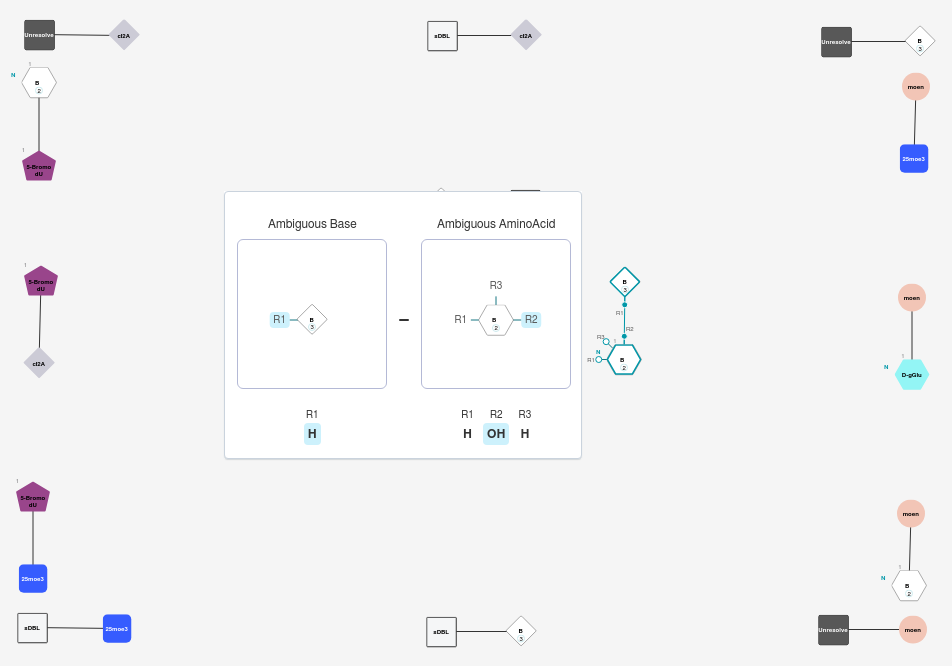 Unresolve
cl2A
sDBL
cl2A
Unresolve
B
3
1
N
B
2
moen
1
5-Bromo
dU
25moe3
Ambiguous Base
Ambiguous AminoAcid
R1
B
3
R3
R1
B
2
R2
R1
H
R1 R2 R3
H OH H
B
3
R1
R2
R3
1
N
R1
B
2
1
5-Bromo
dU
cl2A
moen
1
N
D-gGlu
1
5-Bromo
dU
25moe3
moen
1
N
B
2
sDBL
25moe3
sDBL
B
3
Unresolve
moen